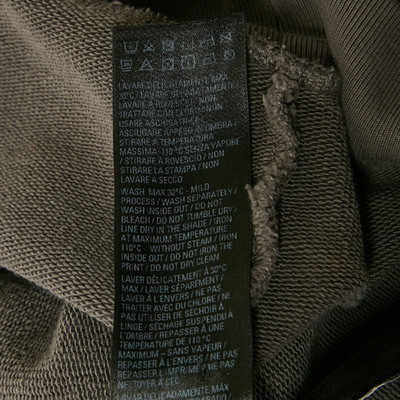 LAVARE DELICATAMENTE MAX
30°C / LAVARE SEPARATAMENTE /
LAVARE A ROVESCIO / NON
TRATTARE CON CLORO / NON
USARE ASCIUGATRICE /
ASCIUGARE APPESO IN OMBRA /
STIRARE A TEMPERATURA
MASSIMA 110°C SENZA VAPORE
/ STIRARE A ROVESCIO / NON
STIRARE LA STAMPA / NON
LAVARE A SECCO
WASH MAX 30°C - MILD
PROCESS / WASH SEPARATELY /
WASH INSIDE OUT / DO NOT
BLEACH / DO NOT TUMBLE DRY /
LINE DRY IN THE SHADE / IRON
AT MAXIMUM TEMPERATURE
110°C - WITHOUT STEAM / IRON
INSIDE OUT / DO NOT IRON THE
PRINT / DO NOT DRY CLEAN
LAVER DÉLICATEMENT À 30°C
MAX / LAVER SÉPARÉMENT /
LAVER À L'ENVERS / NE PAS
TRAITER AVEC DU CHLORE / NE
PAS UTILISER DE SÉCHOIR À
LINGE / SÉCHAGE SUSPENDU À
L'OMBRE / REPASSER À UNE
TEMPÉRATURE DE 110°C
MAXIMUM - SANS VAPEUR /
REPASSER À L'ENVERS / NE PAS
REPASSER L'IMPRIMÉ / NE PAS
NETTOYER À SEC
LAVAR DELICADAMENTE MÁX